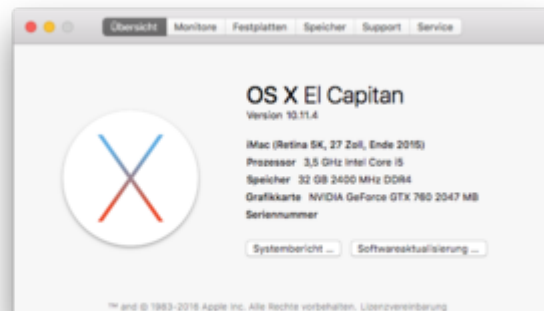 Übersicht Monitore Festplatten Speicher Support Service
OS X El Capitan
Version 10.11.4
iMac (Retina 5K, 27 Zoll, Ende 2015)
Prozessor 3,5 GHz Intel Core i5
Speicher 32 GB 2400 MHz DDR4
Grafikkarte NVIDIA GeForce GTX 760 2047 MB
Seriennummer
Systembericht ... Softwareaktualisierung ...
™ and © 1983-2016 Apple Inc. Alle Rechte vorbehalten. Lizenzvereinbarung